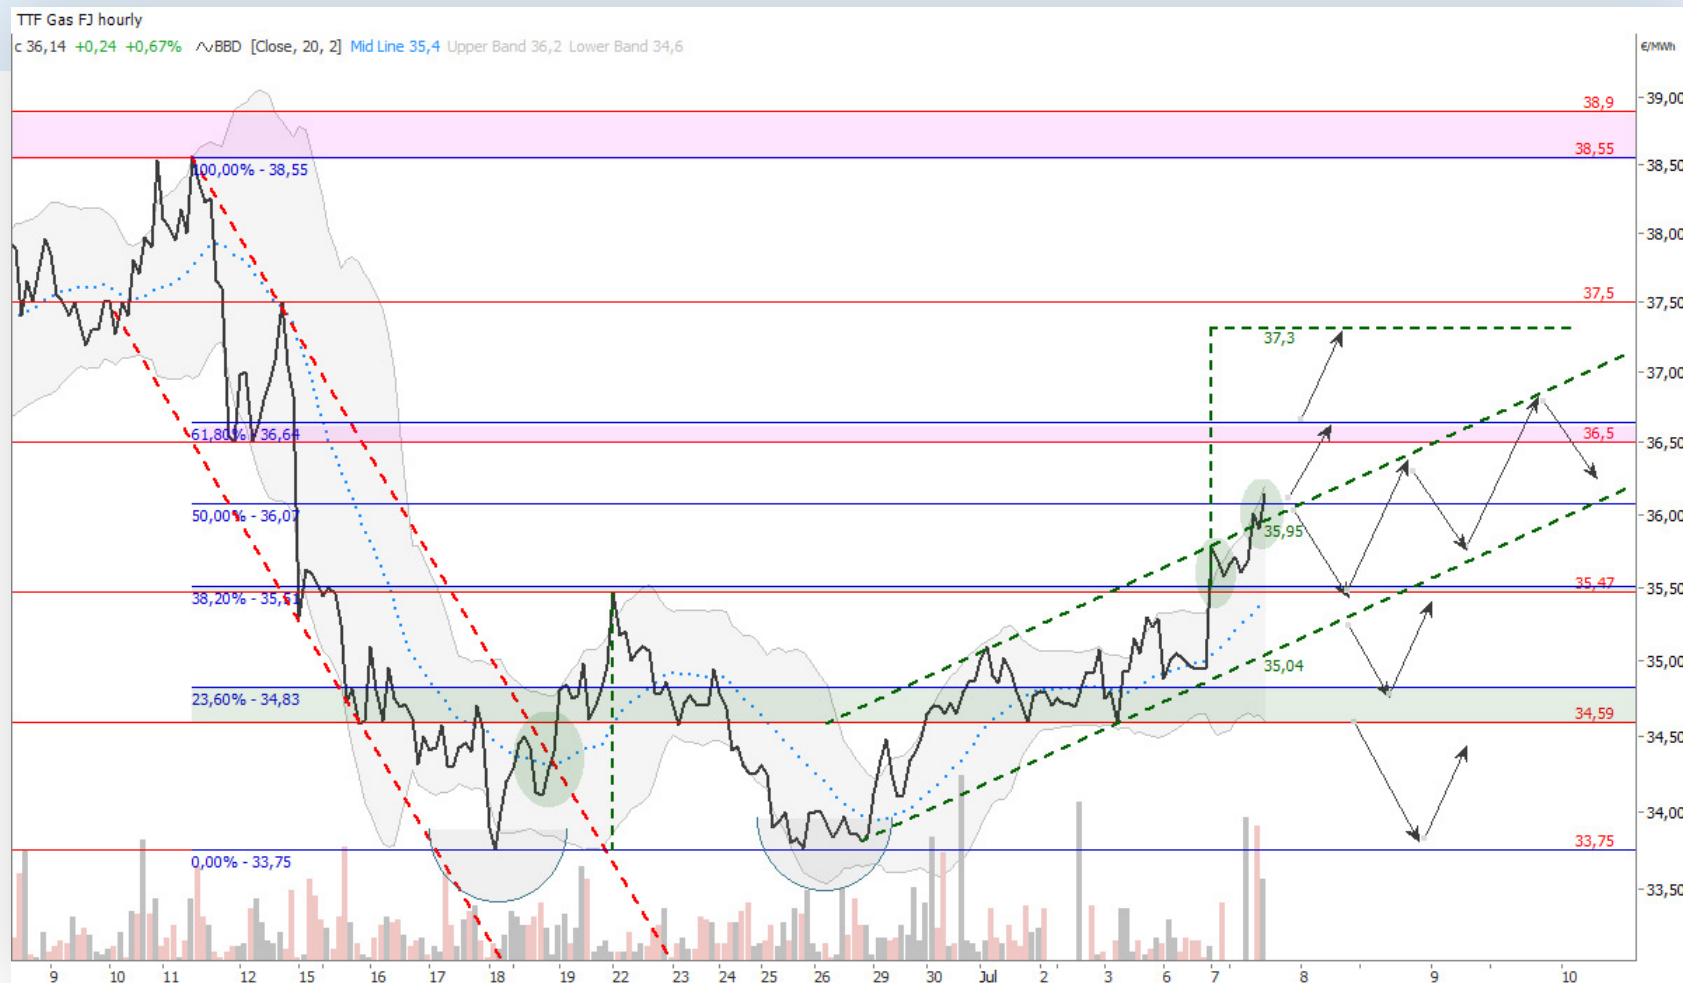 TTF Gas FJ hourly
c 36,14 +0,24 +0,67% BBD [Close, 20, 2] Mid Line 35,4 Upper Band 36,2 Lower Band 34,6
€/MWh
39,00
38,9
38,55
38,50
100,00% - 38,55
38,00
37,5
37,50
37,3
37,00
61,80% - 36,64
36,5
36,50
50,00% - 36,07
36,00
35,95
35,47
35,50
38,20% - 35,51
35,04
35,00
23,60% - 34,83
34,59
34,50
34,00
33,75
0,00% - 33,75
33,50
9 10 11 12 15 16 17 18 19 22 23 24 25 26 29 30 Jul 2 3 6 7 8 9 10